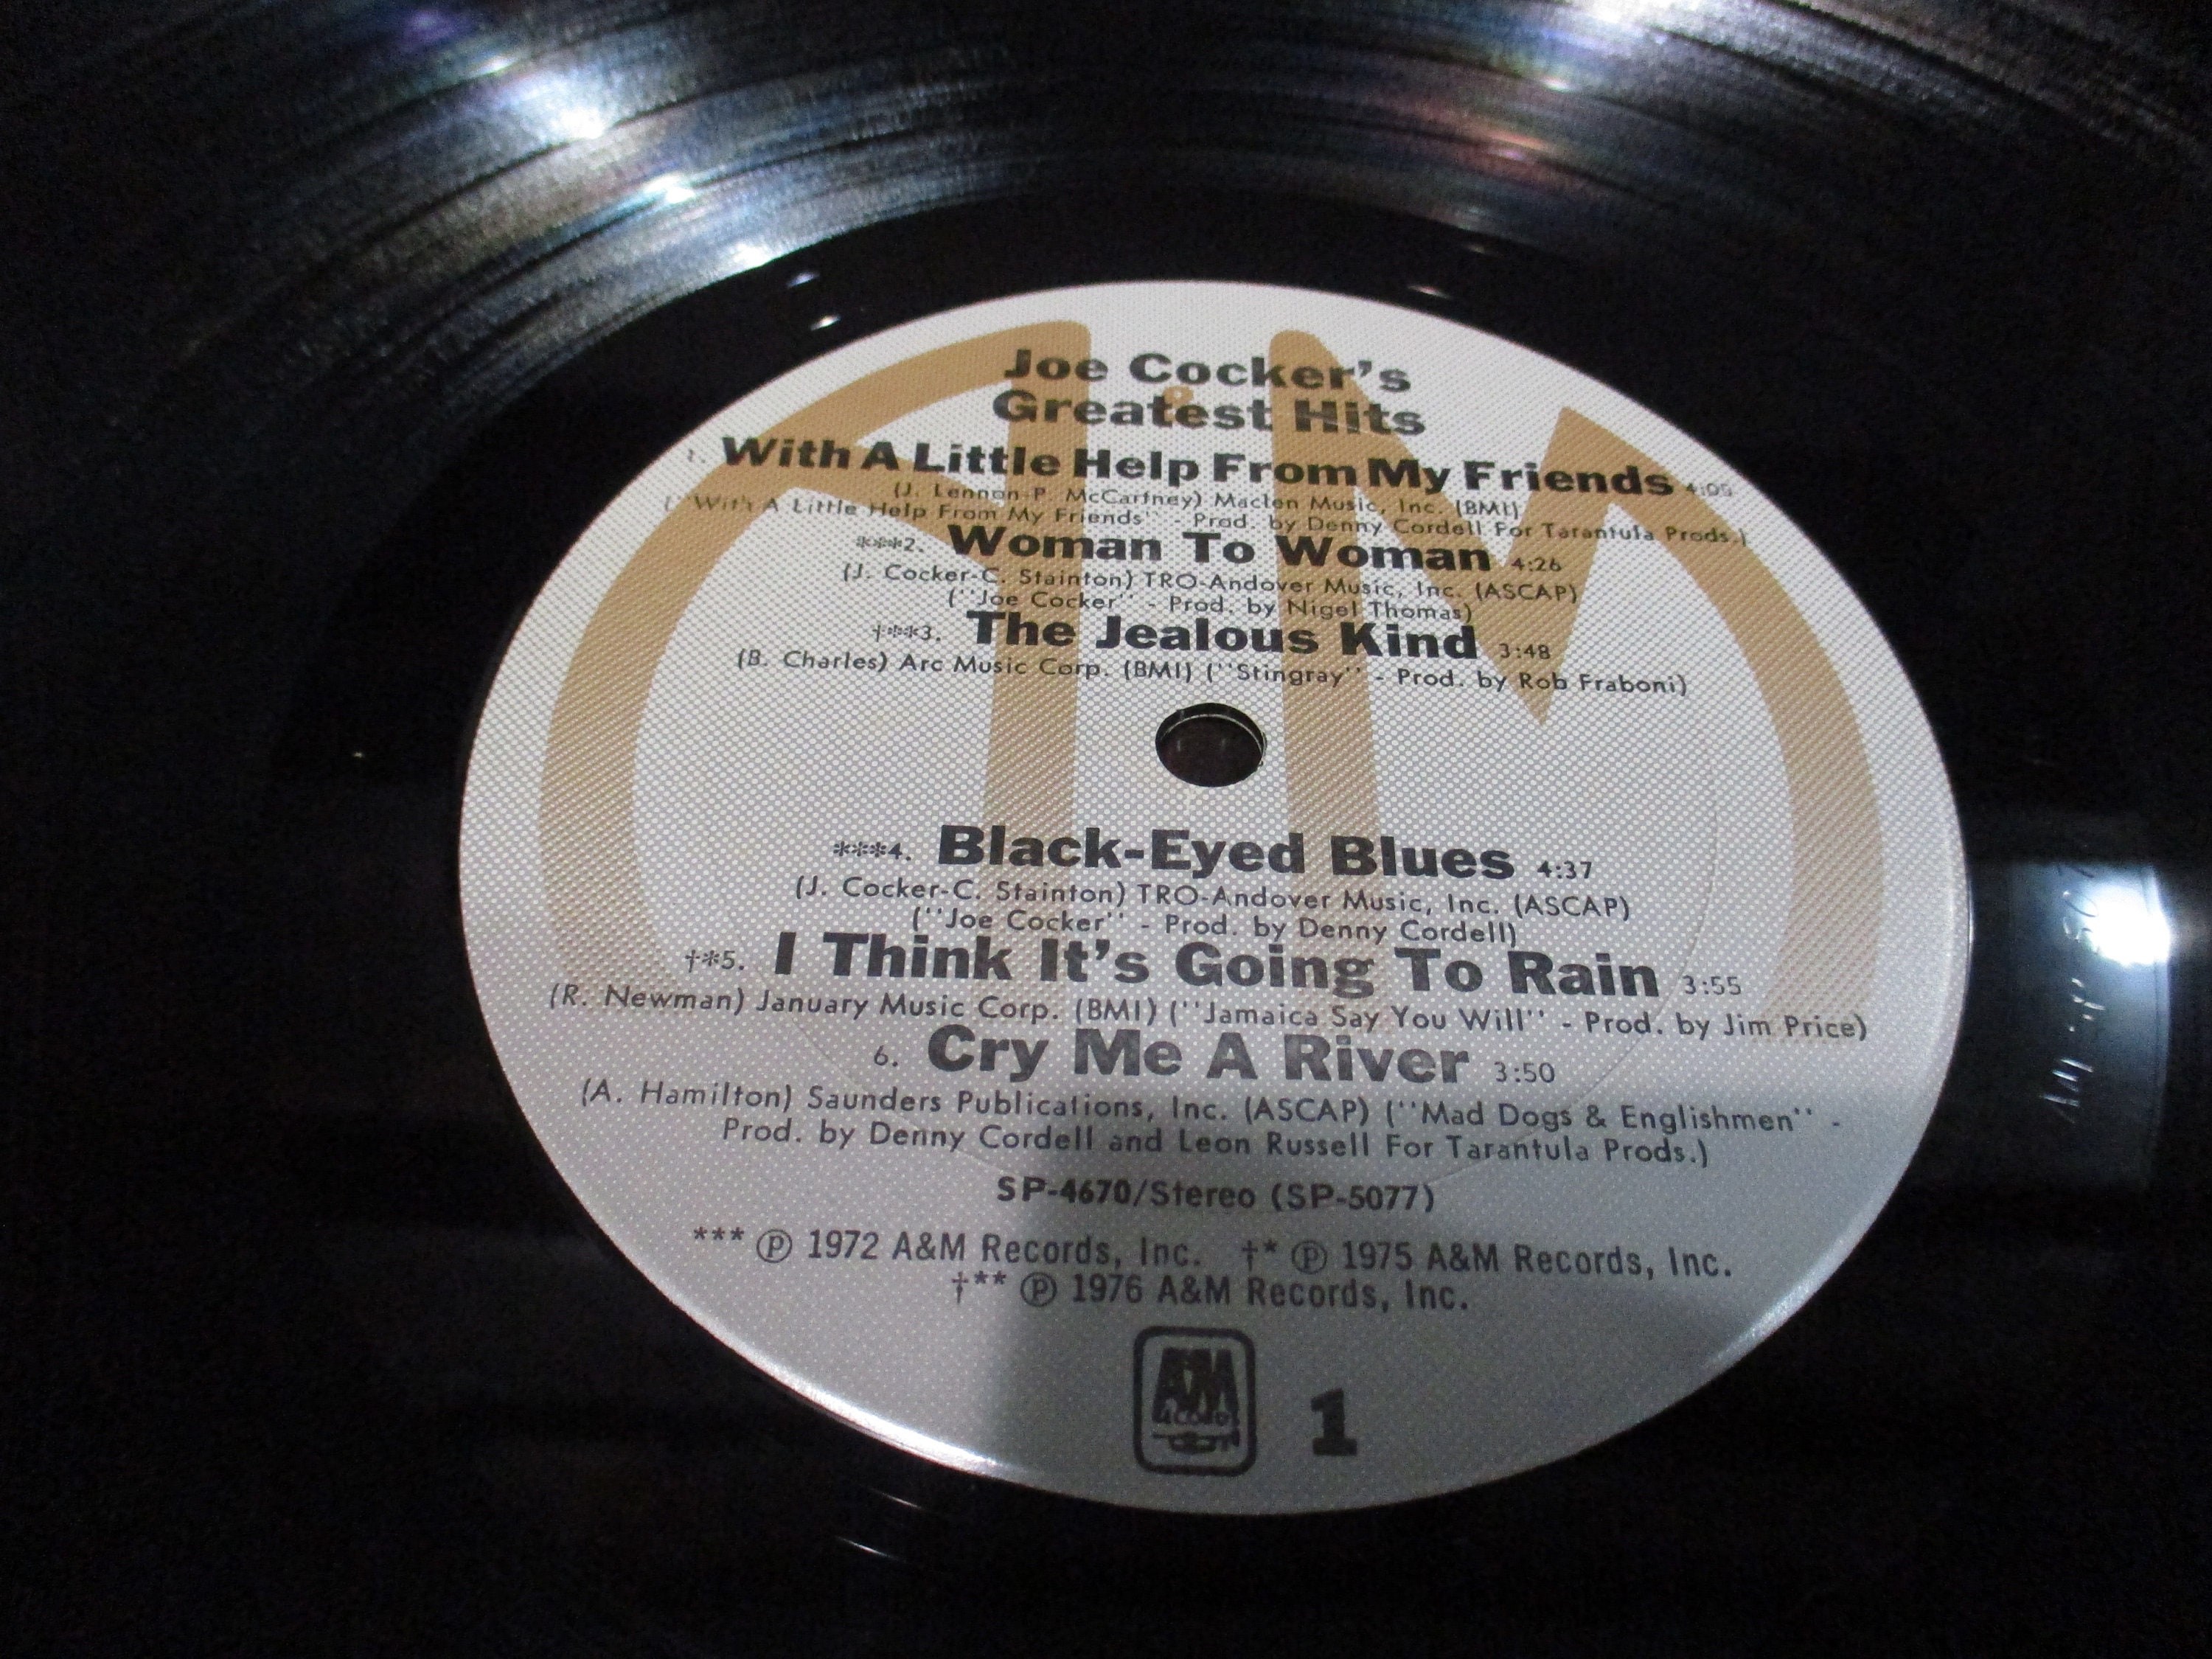 Joe Cocker's
Greatest Hits
1. With A Little Help From My Friends 4:05
(J. Lennon-P. McCartney) Maclen Music, Inc. (BMI)
(''With A Little Help From My Friends'' - Prod. by Denny Cordell For Tarantula Prods.)
***2. Woman To Woman 4:26
(J. Cocker-C. Stainton) TRO-Andover Music, Inc. (ASCAP)
(''Joe Cocker'' - Prod. by Nigel Thomas)
†**3. The Jealous Kind 3:48
(B. Charles) Arc Music Corp. (BMI) (''Stingray'' - Prod. by Rob Fraboni)
***4. Black-Eyed Blues 4:37
(J. Cocker-C. Stainton) TRO-Andover Music, Inc. (ASCAP)
(''Joe Cocker'' - Prod. by Denny Cordell)
†*5. I Think It's Going To Rain 3:55
(R. Newman) January Music Corp. (BMI) (''Jamaica Say You Will'' - Prod. by Jim Price)
6. Cry Me A River 3:50
(A. Hamilton) Saunders Publications, Inc. (ASCAP) (''Mad Dogs & Englishmen'' -
Prod. by Denny Cordell and Leon Russell For Tarantula Prods.)
SP-4670/Stereo (SP-5077)
*** ℗ 1972 A&M Records, Inc. †* ℗ 1975 A&M Records, Inc.
†** ℗ 1976 A&M Records, Inc.
A&M
RECORDS
1